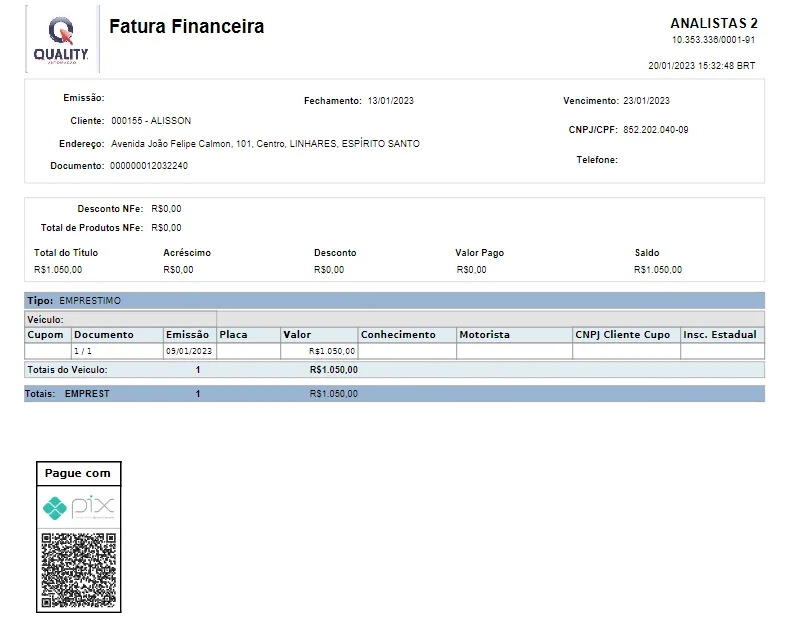 QUALITY
AUTOMAÇÃO
Fatura Financeira
ANALISTAS 2
10.353.336/0001-91
20/01/2023 15:32:48 BRT
Emissão:
Fechamento: 13/01/2023
Vencimento: 23/01/2023
Cliente: 000155 - ALISSON
CNPJ/CPF: 852.202.040-09
Endereço: Avenida João Felipe Calmon, 101, Centro, LINHARES, ESPÍRITO SANTO
Telefone:
Documento: 000000012032240
Desconto NFe: R$0,00
Total de Produtos NFe: R$0,00
Total do Título Acréscimo Desconto Valor Pago Saldo
R$1.050,00 R$0,00 R$0,00 R$0,00 R$1.050,00
Tipo: EMPRESTIMO
Veículo:
Cupom Documento Emissão Placa Valor Conhecimento Motorista CNPJ Cliente Cupo Insc. Estadual
1 / 1 09/01/2023 R$1.050,00
Totais do Veículo: 1 R$1.050,00
Totais: EMPREST 1 R$1.050,00
Pague com
pix